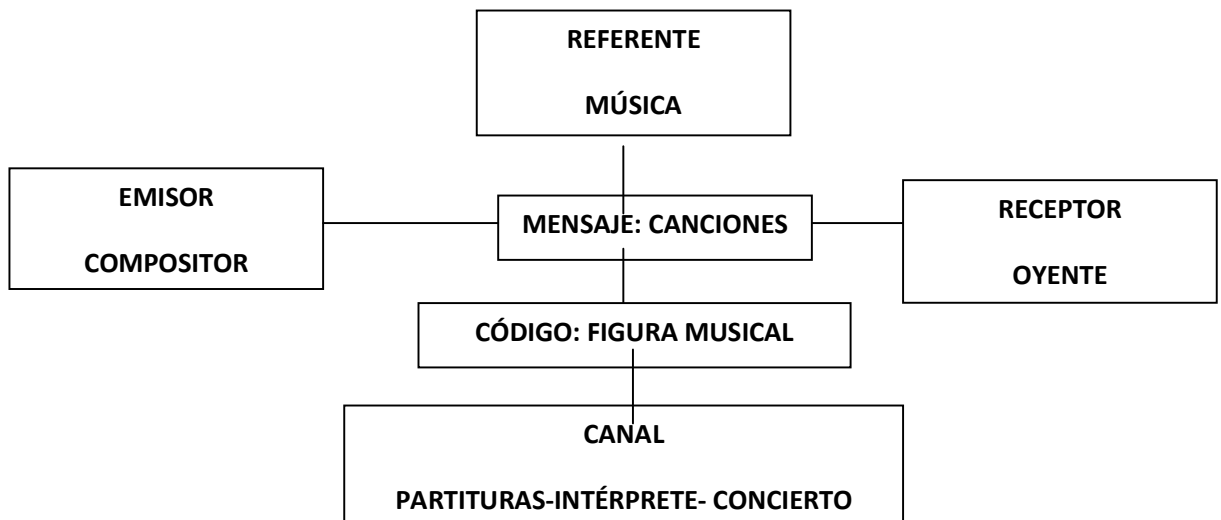 REFERENTE
MÚSICA
EMISOR
COMPOSITOR
MENSAJE: CANCIONES
RECEPTOR
OYENTE
CÓDIGO: FIGURA MUSICAL
CANAL
PARTITURAS-INTÉRPRETE- CONCIERTO